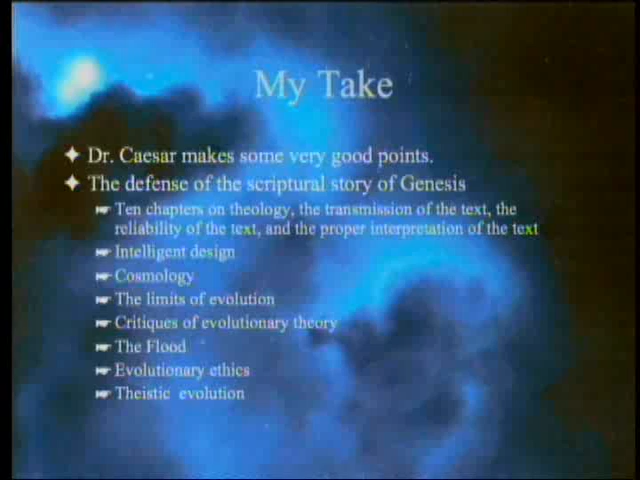 My Take
Dr. Caesar makes some very good points.
The defense of the scriptural story of Genesis
Ten chapters on theology, the transmission of the text, the
reliability of the text, and the proper interpretation of the text
Intelligent design
Cosmology
The limits of evolution
Critiques of evolutionary theory
The Flood
Evolutionary ethics
Theistic evolution